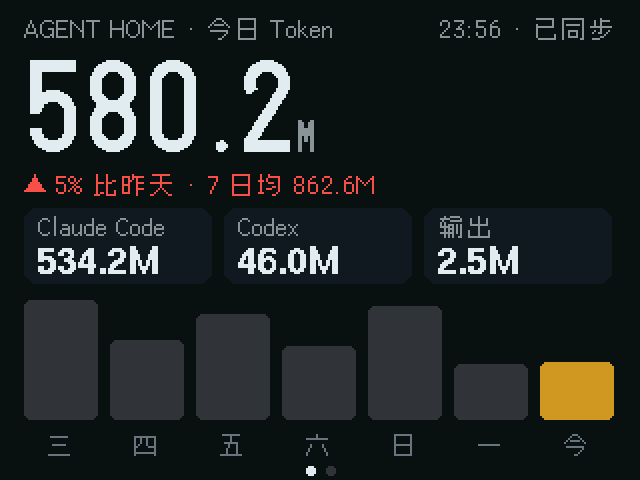 AGENT HOME · 今日 Token 23:56 · 已同步
580.2M
▲ 5% 比昨天 · 7 日均 862.6M
Claude Code Codex 输出
534.2M 46.0M 2.5M
三 四 五 六 日 一 今